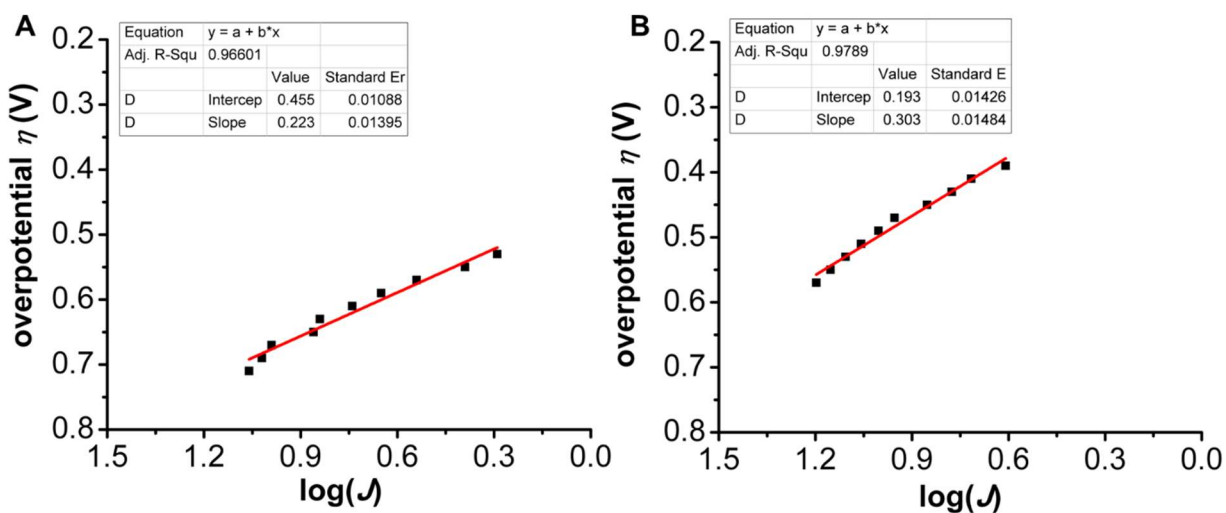 A
Equation y = a + b*x
Adj. R-Squ 0.96601
Value Standard Er
D Intercep 0.455 0.01088
D Slope 0.223 0.01395
overpotential η (V)
0.2
0.3
0.4
0.5
0.6
0.7
0.8
1.5 1.2 0.9 0.6 0.3 0.0
log(J)
B
Equation y = a + b*x
Adj. R-Squ 0.9789
Value Standard E
D Intercep 0.193 0.01426
D Slope 0.303 0.01484
overpotential η (V)
0.2
0.3
0.4
0.5
0.6
0.7
0.8
1.5 1.2 0.9 0.6 0.3 0.0
log(J)